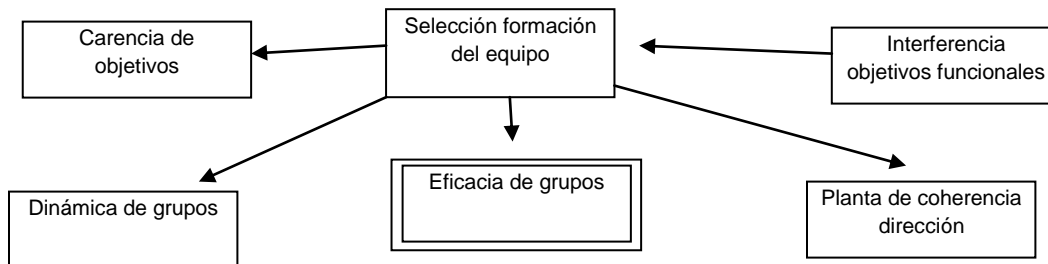 Carencia de
objetivos
Selección formación
del equipo
Interferencia
objetivos funcionales
Dinámica de grupos
Eficacia de grupos
Planta de coherencia
dirección